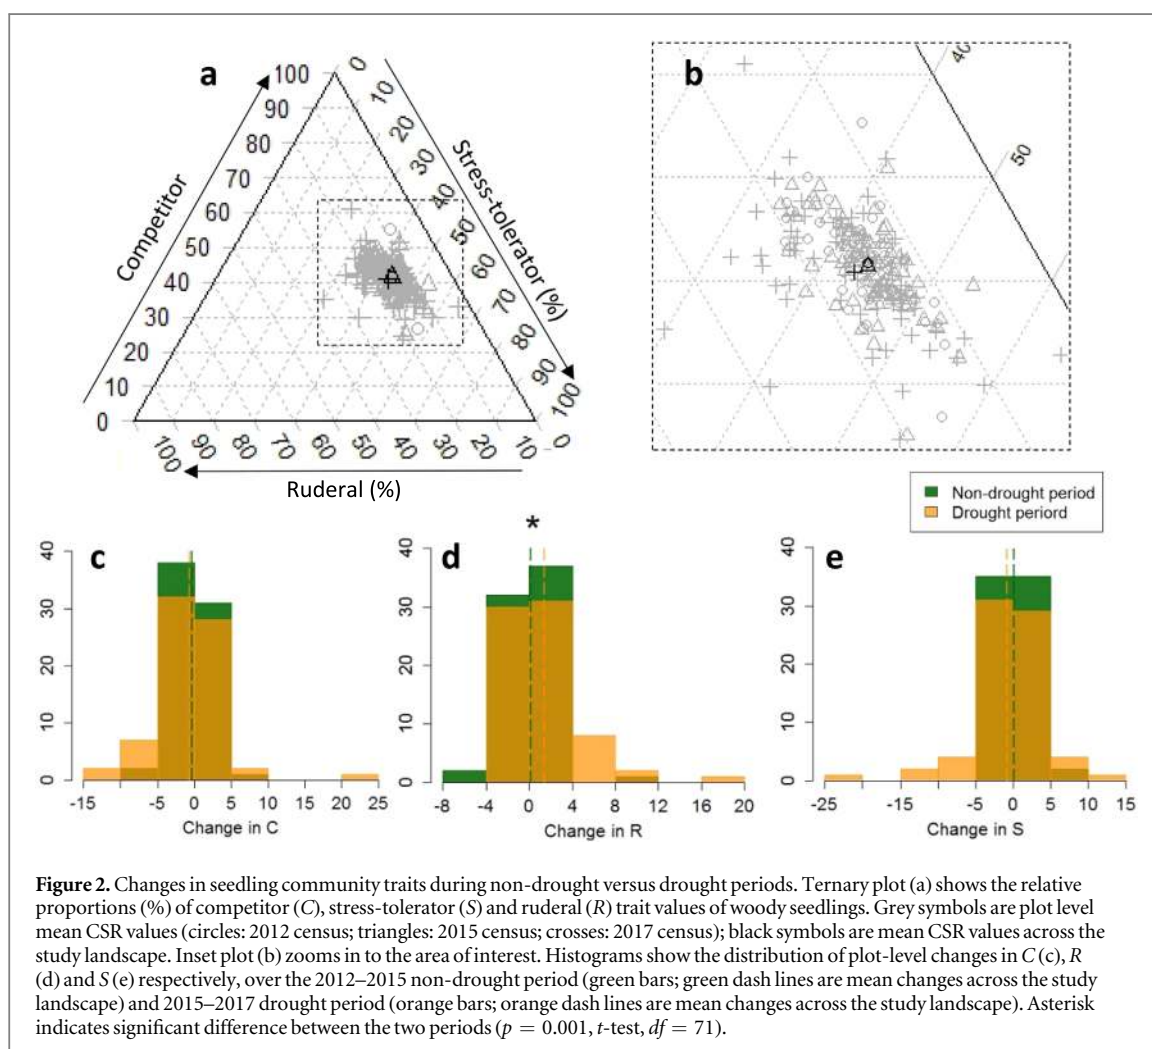 a
b
Competitor
Stress-tolerator (%)
Ruderal (%)
100
90
80
70
60
50
40
30
20
10
0
0
10
20
30
40
50
60
70
80
90
100
100
90
80
70
60
50
40
30
20
10
0
40
50
Non-drought period
Drought periord
c
40
30
20
10
0
-15 -5 0 5 15 25
Change in C
*
d
40
30
20
10
0
-8 -4 0 4 8 12 20
Change in R
e
40
30
20
10
0
-25 -15 -5 0 5 15
Change in S
Figure 2. Changes in seedling community traits during non-drought versus drought periods. Ternary plot (a) shows the relative
proportions (%) of competitor (C), stress-tolerator (S) and ruderal (R) trait values of woody seedlings. Grey symbols are plot level
mean CSR values (circles: 2012 census; triangles: 2015 census; crosses: 2017 census); black symbols are mean CSR values across the
study landscape. Inset plot (b) zooms in to the area of interest. Histograms show the distribution of plot-level changes in C (c), R
(d) and S (e) respectively, over the 2012–2015 non-drought period (green bars; green dash lines are mean changes across the study
landscape) and 2015–2017 drought period (orange bars; orange dash lines are mean changes across the study landscape). Asterisk
indicates significant difference between the two periods (p = 0.001, t-test, df = 71).